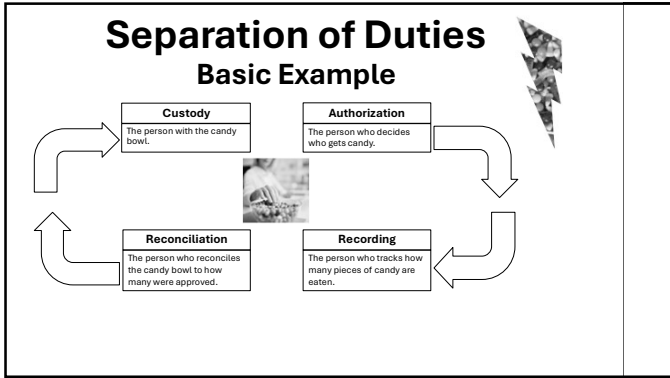 Separation of Duties
Basic Example
Custody
The person with the candy
bowl.
Authorization
The person who decides
who gets candy.
Reconciliation
The person who reconciles
the candy bowl to how
many were approved.
Recording
The person who tracks how
many pieces of candy are
eaten.